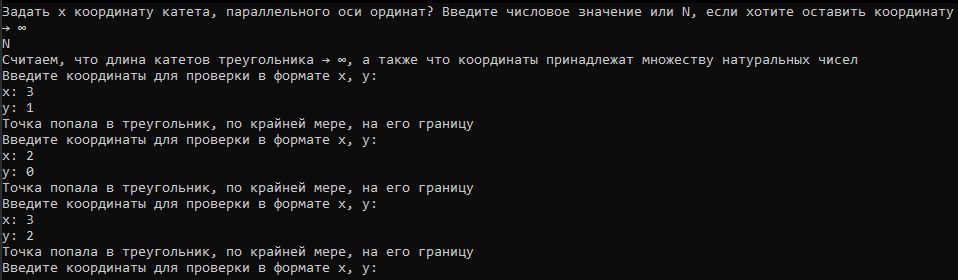 Задать x координату катета, параллельного оси ординат? Введите числовое значение или N, если хотите оставить координату
→ ∞
N
Считаем, что длина катетов треугольника → ∞, а также что координаты принадлежат множеству натуральных чисел
Введите координаты для проверки в формате x, y:
x: 3
y: 1
Точка попала в треугольник, по крайней мере, на его границу
Введите координаты для проверки в формате x, y:
x: 2
y: 0
Точка попала в треугольник, по крайней мере, на его границу
Введите координаты для проверки в формате x, y:
x: 3
y: 2
Точка попала в треугольник, по крайней мере, на его границу
Введите координаты для проверки в формате x, y: